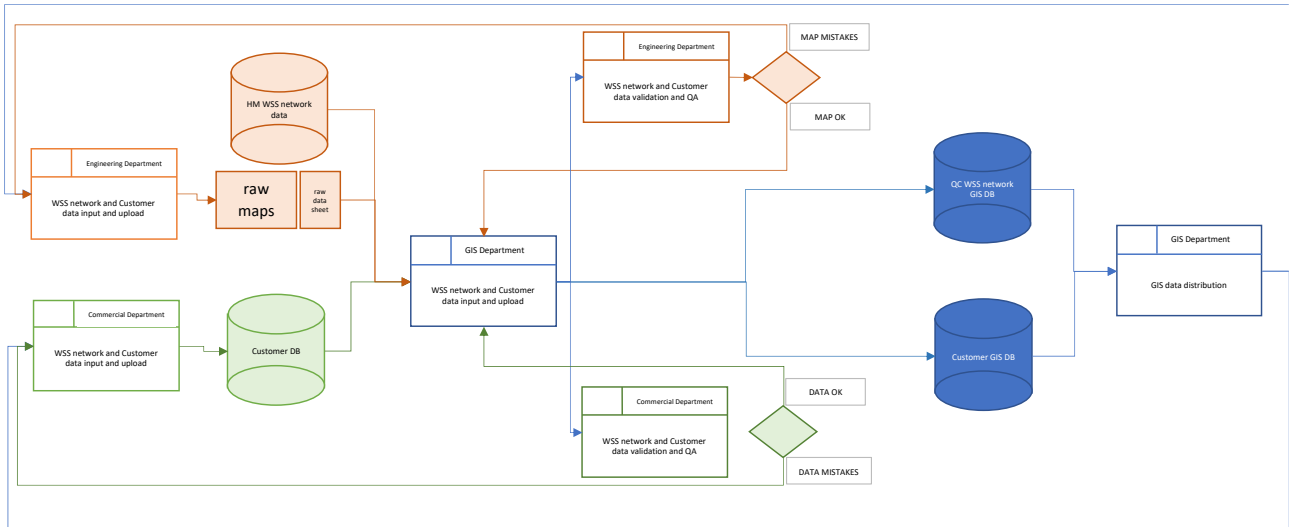 MAP MISTAKES
Engineering Department
WSS network and Customer
data validation and QA
MAP OK
HM WSS network
data
Engineering Department
WSS network and Customer
data input and upload
raw
maps
raw
data
sheet
QC WSS network
GIS DB
GIS Department
WSS network and Customer
data input and upload
GIS Department
GIS data distribution
Commercial Department
WSS network and Customer
data input and upload
Customer DB
Customer GIS DB
Commercial Department
WSS network and Customer
data validation and QA
DATA OK
DATA MISTAKES